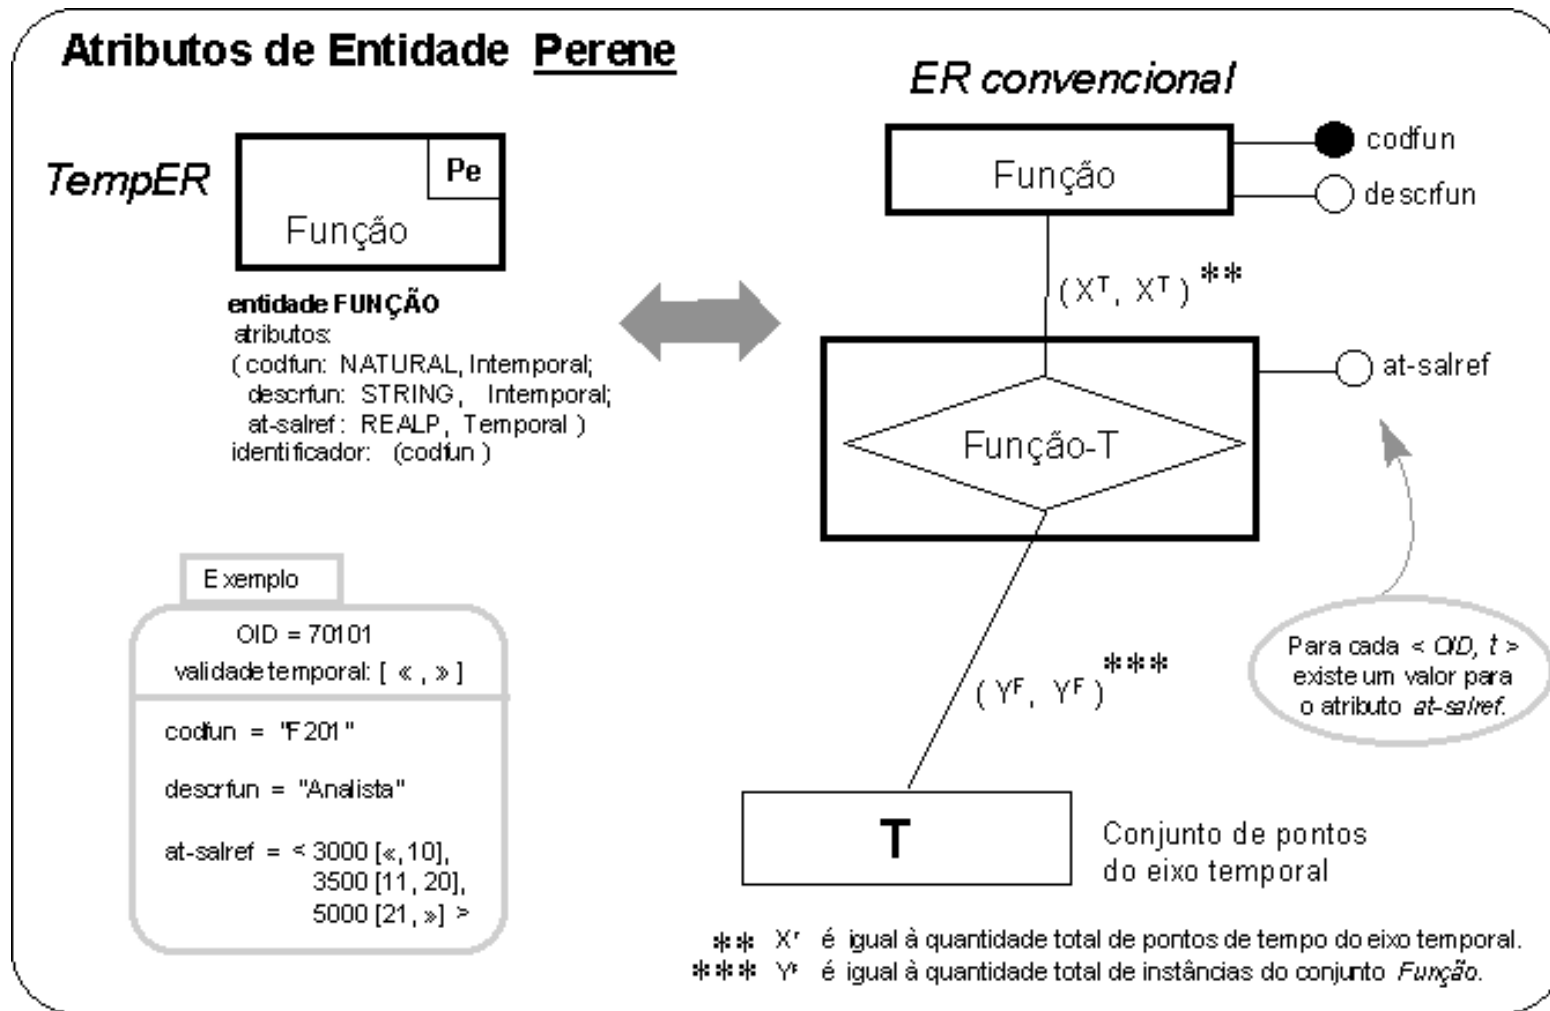 Atributos de Entidade Perene
ER convencional
TempER
Pe
Função
Função
codfun
descrfun
entidade FUNÇÃO
atributos:
( codfun: NATURAL, Intemporal;
descrfun: STRING, Intemporal;
at-salref: REALP, Temporal )
identificador: (codfun )
( Xᵀ, Xᵀ ) **
at-salref
Função-T
Exemplo
OID = 70101
validade temporal: [ « , » ]
codfun = "F201"
descrfun = "Analista"
at-salref = < 3000 [«, 10],
3500 [11, 20],
5000 [21, »] >
Para cada < OID, t >
existe um valor para
o atributo at-salref.
( Yᶠ, Yᶠ ) ***
T
Conjunto de pontos
do eixo temporal
** Xᵀ é igual à quantidade total de pontos de tempo do eixo temporal.
*** Yᶠ é igual à quantidade total de instâncias do conjunto Função.